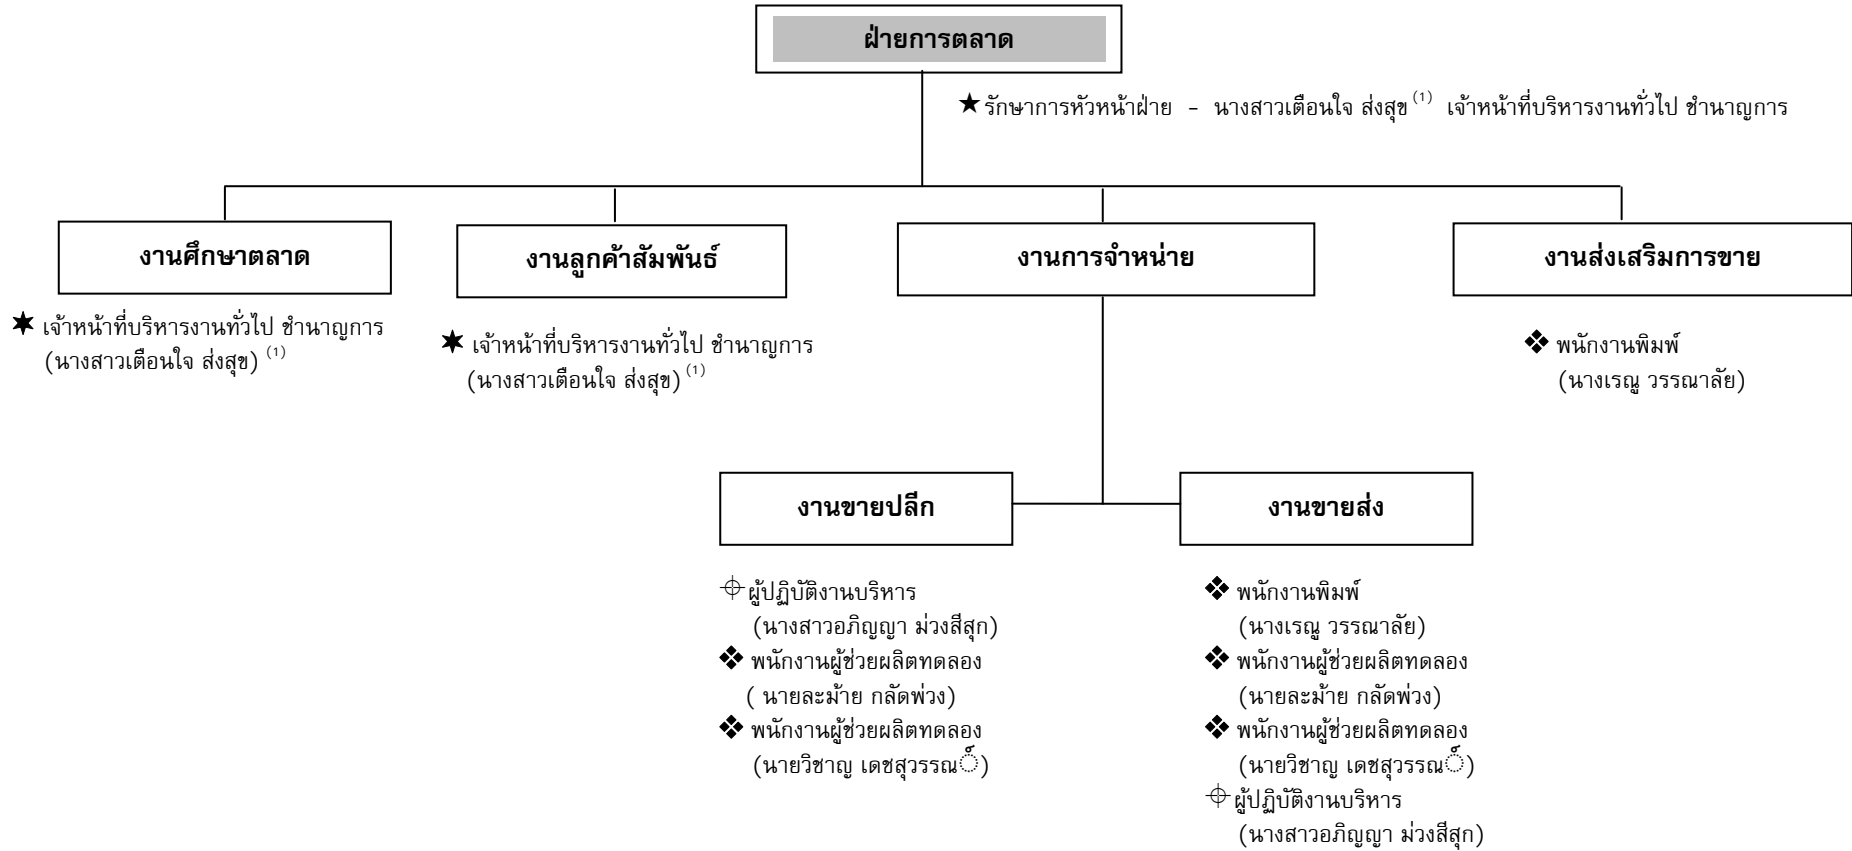 ฝ่ายการตลาด
★ รักษาการหัวหน้าฝ่าย - นางสาวเตือนใจ ส่งสุข (1) เจ้าหน้าที่บริหารงานทั่วไป ชำนาญการ
งานศึกษาตลาด
✶ เจ้าหน้าที่บริหารงานทั่วไป ชำนาญการ
(นางสาวเตือนใจ ส่งสุข) (1)
งานลูกค้าสัมพันธ์
✶ เจ้าหน้าที่บริหารงานทั่วไป ชำนาญการ
(นางสาวเตือนใจ ส่งสุข) (1)
งานการจำหน่าย
งานส่งเสริมการขาย
❖ พนักงานพิมพ์
(นางเรณู วรรณาลัย)
งานขายปลีก
⌖ ผู้ปฏิบัติงานบริหาร
(นางสาวอภิญญา ม่วงสีสุก)
❖ พนักงานผู้ช่วยผลิตทดลอง
( นายละม้าย กลัดพ่วง)
❖ พนักงานผู้ช่วยผลิตทดลอง
(นายวิชาญ เดชสุวรรณ์)
งานขายส่ง
❖ พนักงานพิมพ์
(นางเรณู วรรณาลัย)
❖ พนักงานผู้ช่วยผลิตทดลอง
(นายละม้าย กลัดพ่วง)
❖ พนักงานผู้ช่วยผลิตทดลอง
(นายวิชาญ เดชสุวรรณ์)
⌖ ผู้ปฏิบัติงานบริหาร
(นางสาวอภิญญา ม่วงสีสุก)